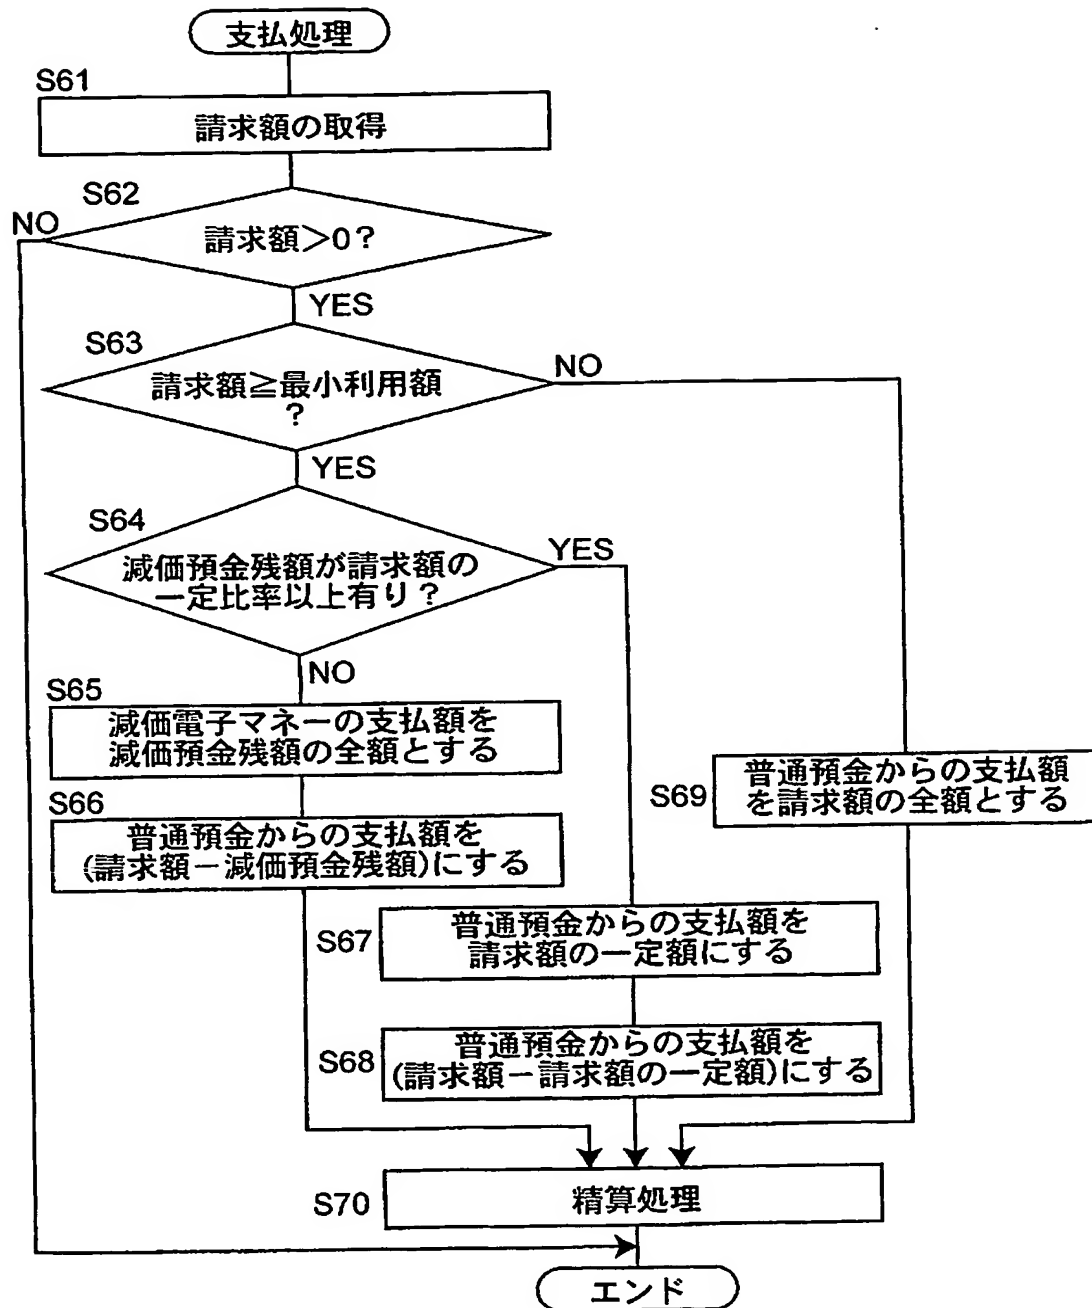 支払処理
S61
請求額の取得
S62
NO
請求額>0?
YES
S63
請求額≧最小利用額
?
NO
YES
S64
減価預金残額が請求額の
一定比率以上有り?
YES
NO
S65
減価電子マネーの支払額を
減価預金残額の全額とする
S66
普通預金からの支払額を
(請求額-減価預金残額)にする
S69
普通預金からの支払額
を請求額の全額とする
S67
普通預金からの支払額を
請求額の一定額にする
S68
普通預金からの支払額を
(請求額-請求額の一定額)にする
S70
精算処理
エンド